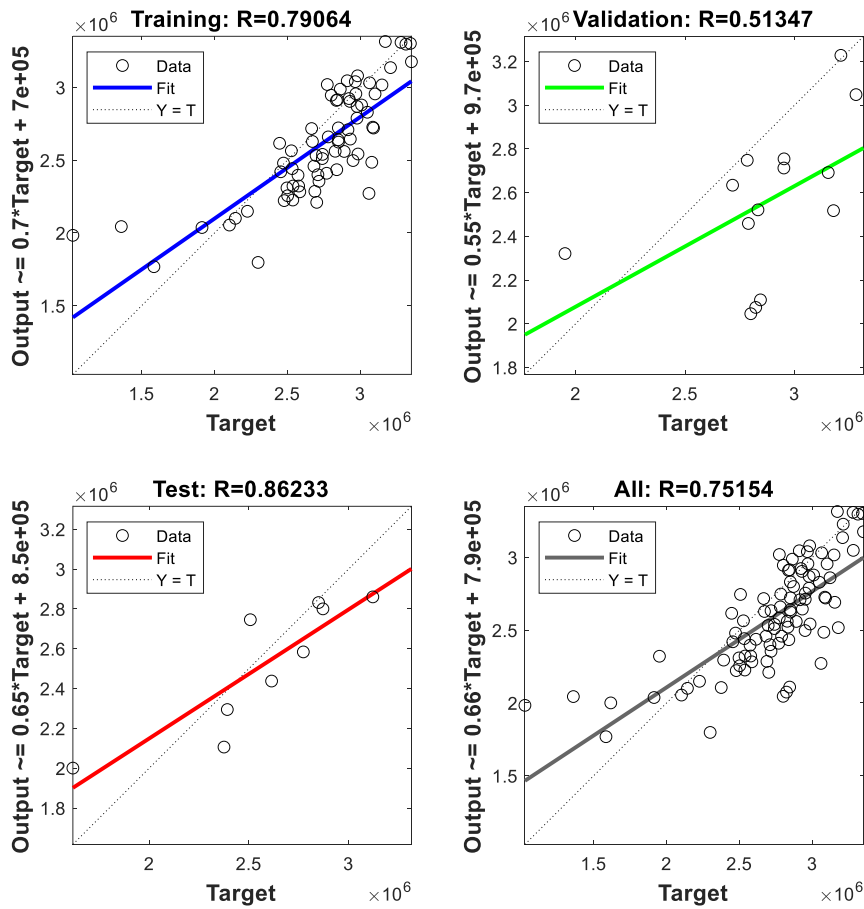 Training: R=0.79064
×10^6
Output ~= 0.7*Target + 7e+05
3
2.5
2
1.5
Data
Fit
Y = T
1.5
2
2.5
3
Target
×10^6
Validation: R=0.51347
×10^6
Output ~= 0.55*Target + 9.7e+05
3.2
3
2.8
2.6
2.4
2.2
2
1.8
Data
Fit
Y = T
2
2.5
3
Target
×10^6
Test: R=0.86233
×10^6
Output ~= 0.65*Target + 8.5e+05
3.2
3
2.8
2.6
2.4
2.2
2
1.8
Data
Fit
Y = T
2
2.5
3
Target
×10^6
All: R=0.75154
×10^6
Output ~= 0.66*Target + 7.9e+05
3
2.5
2
1.5
Data
Fit
Y = T
1.5
2
2.5
3
Target
×10^6